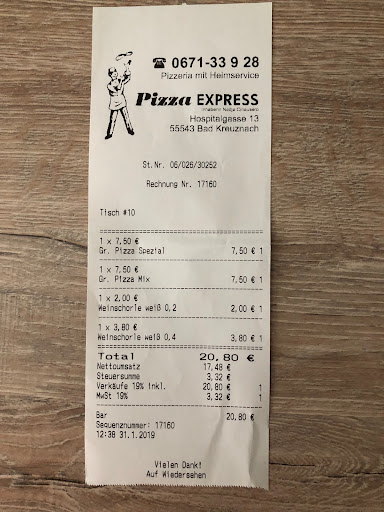 ☎ 0671-33 9 28
Pizzeria mit Heimservice
Pizza EXPRESS
Hospitalgasse 13
55543 Bad Kreuznach
St.Nr. 06/026/30252
Rechnung Nr. 17160
Tisch #10
1 x 7,50 €
Gr. Pizza Spezial 7,50 € 1
1 x 7,50 €
Gr. Pizza Mix 7,50 € 1
1 x 2,00 €
Weinschorle weiß 0,2 2,00 € 1
1 x 3,80 €
Weinschorle weiß 0,4 3,80 € 1
Total 20,80 €
Nettoumsatz 17,48 €
Steuersumme 3,32 €
Verkäufe 19% inkl. 20,80 € 1
MwSt 19% 3,32 € 1
Bar 20,80 €
Sequenznummer: 17160
12:38 31.1.2019
Vielen Dank!
Auf Wiedersehen